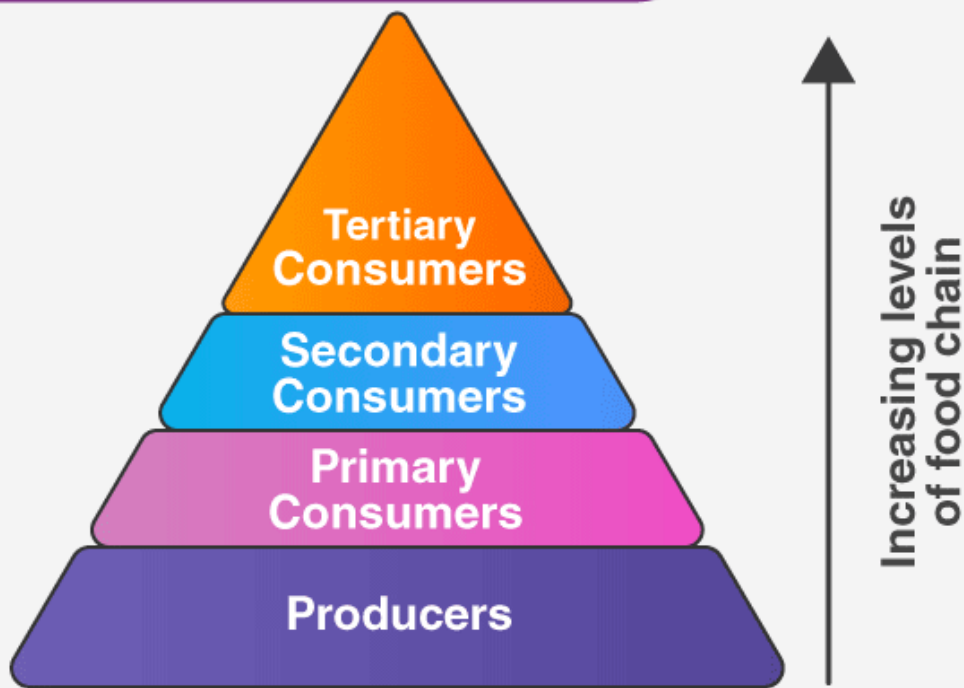 Tertiary
Consumers
Secondary
Consumers
Primary
Consumers
Producers
Increasing levels
of food chain